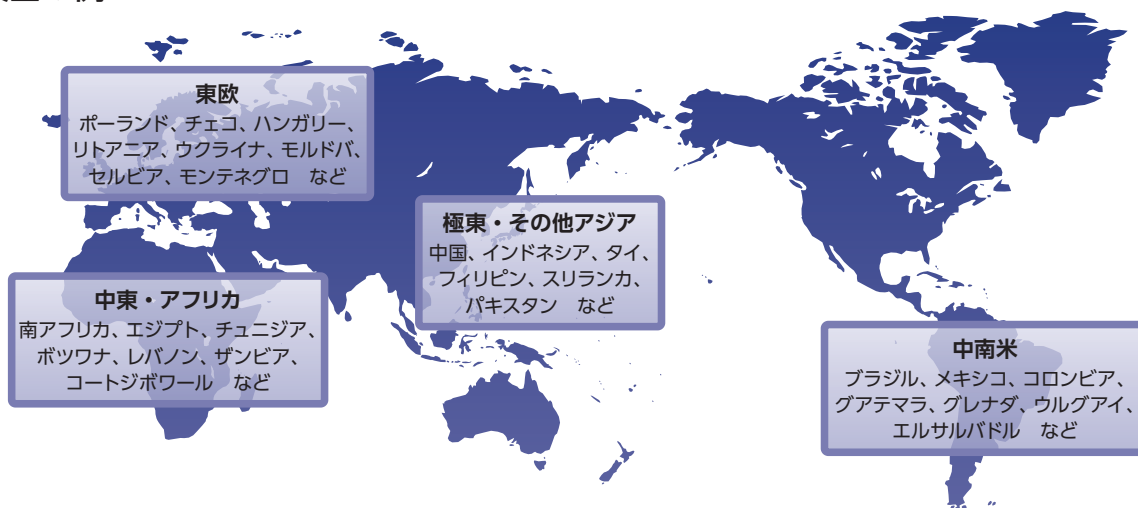 東欧
ポーランド、チェコ、ハンガリー、
リトアニア、ウクライナ、モルドバ、
セルビア、モンテネグロ　など
極東・その他アジア
中国、インドネシア、タイ、
フィリピン、スリランカ、
パキスタン　など
中東・アフリカ
南アフリカ、エジプト、チュニジア、
ボツワナ、レバノン、ザンビア、
コートジボワール　など
中南米
ブラジル、メキシコ、コロンビア、
グアテマラ、グレナダ、ウルグアイ、
エルサルバドル　など